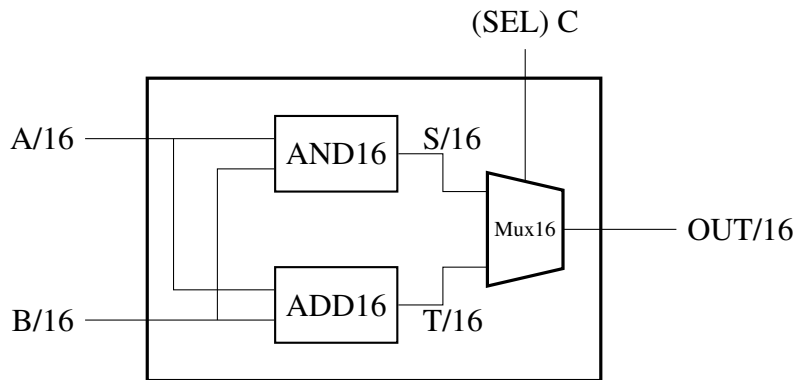 (SEL) C
A/16
AND16
S/16
Mux16
OUT/16
B/16
ADD16
T/16